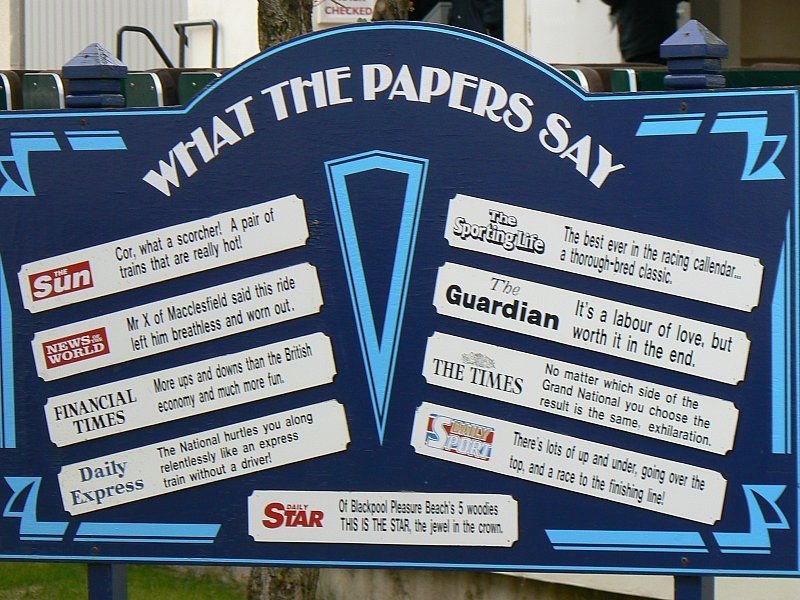 CHECKED
WHAT THE PAPERS SAY
THE
Sun
Cor, what a scorcher! A pair of
trains that are really hot!
NEWS OF THE
WORLD
Mr X of Macclesfield said this ride
left him breathless and worn out.
FINANCIAL
TIMES
More ups and downs than the British
economy and much more fun.
Daily
Express
The National hurtles you along
relentlessly like an express
train without a driver!
The
Sporting Life
The best ever in the racing callendar...
a thorough-bred classic.
The
Guardian
It's a labour of love, but
worth it in the end.
THE TIMES
No matter which side of the
Grand National you choose the
result is the same, exhilaration.
DAILY
SPORT
There's lots of up and under, going over the
top, and a race to the finishing line!
DAILY
STAR
Of Blackpool Pleasure Beach's 5 woodies
THIS IS THE STAR, the jewel in the crown.